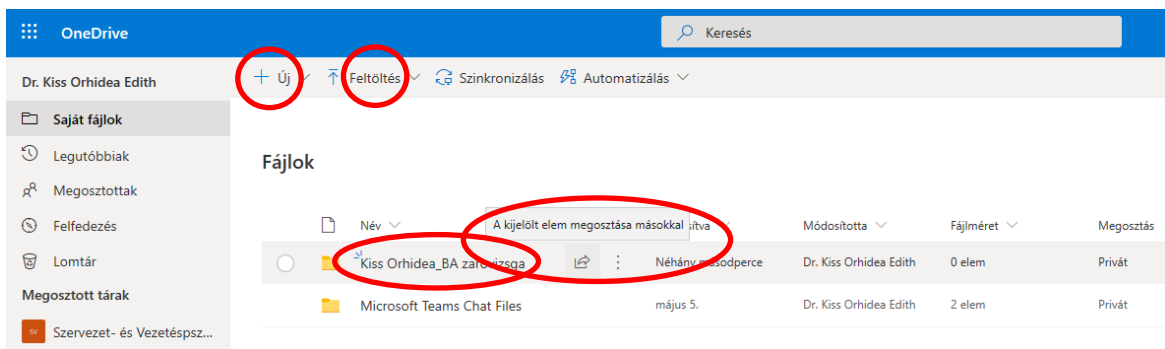 OneDrive
Keresés
Dr. Kiss Orhidea Edith
Új
Feltöltés
Szinkronizálás
Automatizálás
Saját fájlok
Legutóbbiak
Megosztottak
Felfedezés
Lomtár
Megosztott tárak
SV Szervezet- és Vezetéspsz...
Fájlok
A kijelölt elem megosztása másokkal
Név
Módosította
Fájlméret
Megosztás
Kiss Orhidea_BA zarovizsga
Néhány másodperce
Dr. Kiss Orhidea Edith
0 elem
Privát
Microsoft Teams Chat Files
május 5.
Dr. Kiss Orhidea Edith
2 elem
Privát